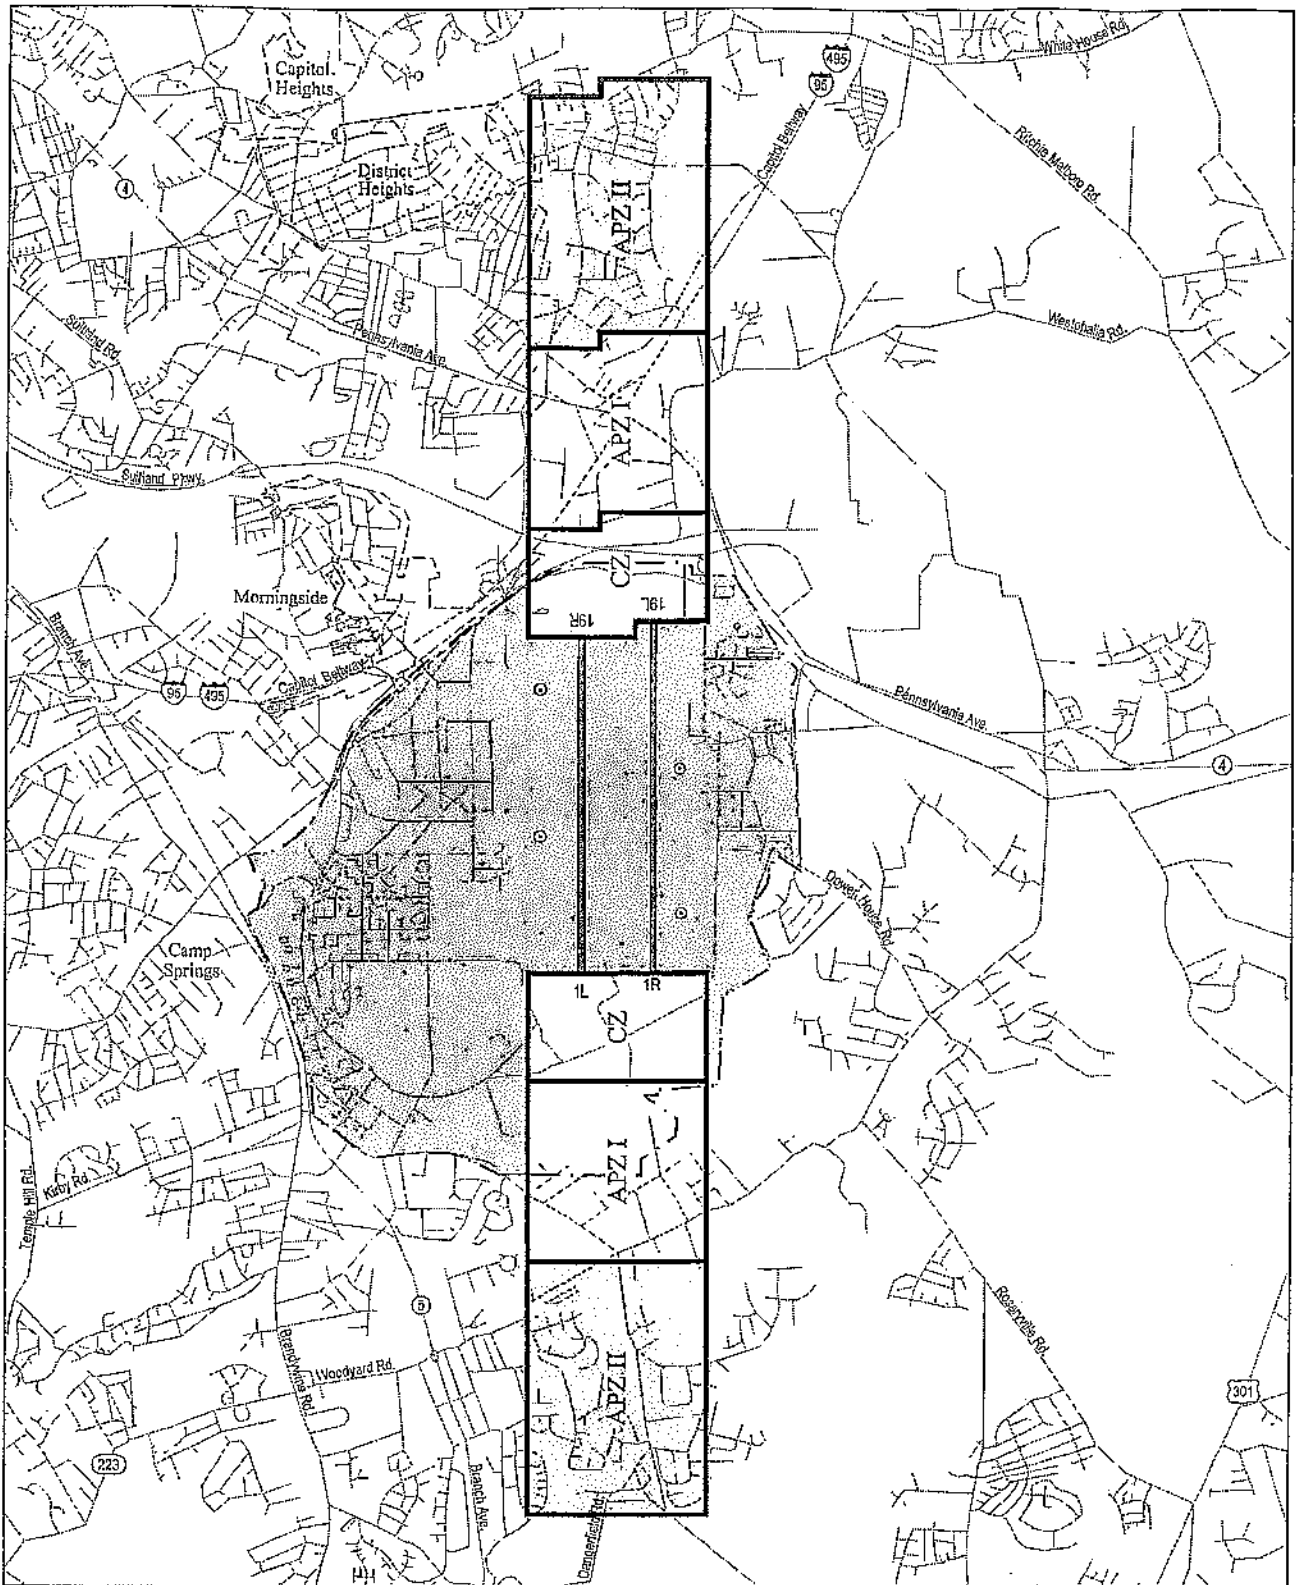 White House Rd.
495
95
Capitol
Heights
Capitol Beltway
Ritchie Marlboro Rd.
District
Heights
4
APZ II
Suitland Rd.
Pennsylvania Ave.
Westphalia Rd.
APZ I
Suitland Pkwy.
CZ
Morningside
19R
19L
Branch Ave.
95
495
Capitol Beltway
Pennsylvania Ave.
4
Dower House Rd.
Camp
Springs
1L
1R
CZ
APZ I
Temple Hill Rd.
Kirby Rd.
5
Rosaryville Rd.
Brandywine Rd.
Woodyard Rd.
APZ II
301
223
Branch Ave.
Dangerfield Rd.